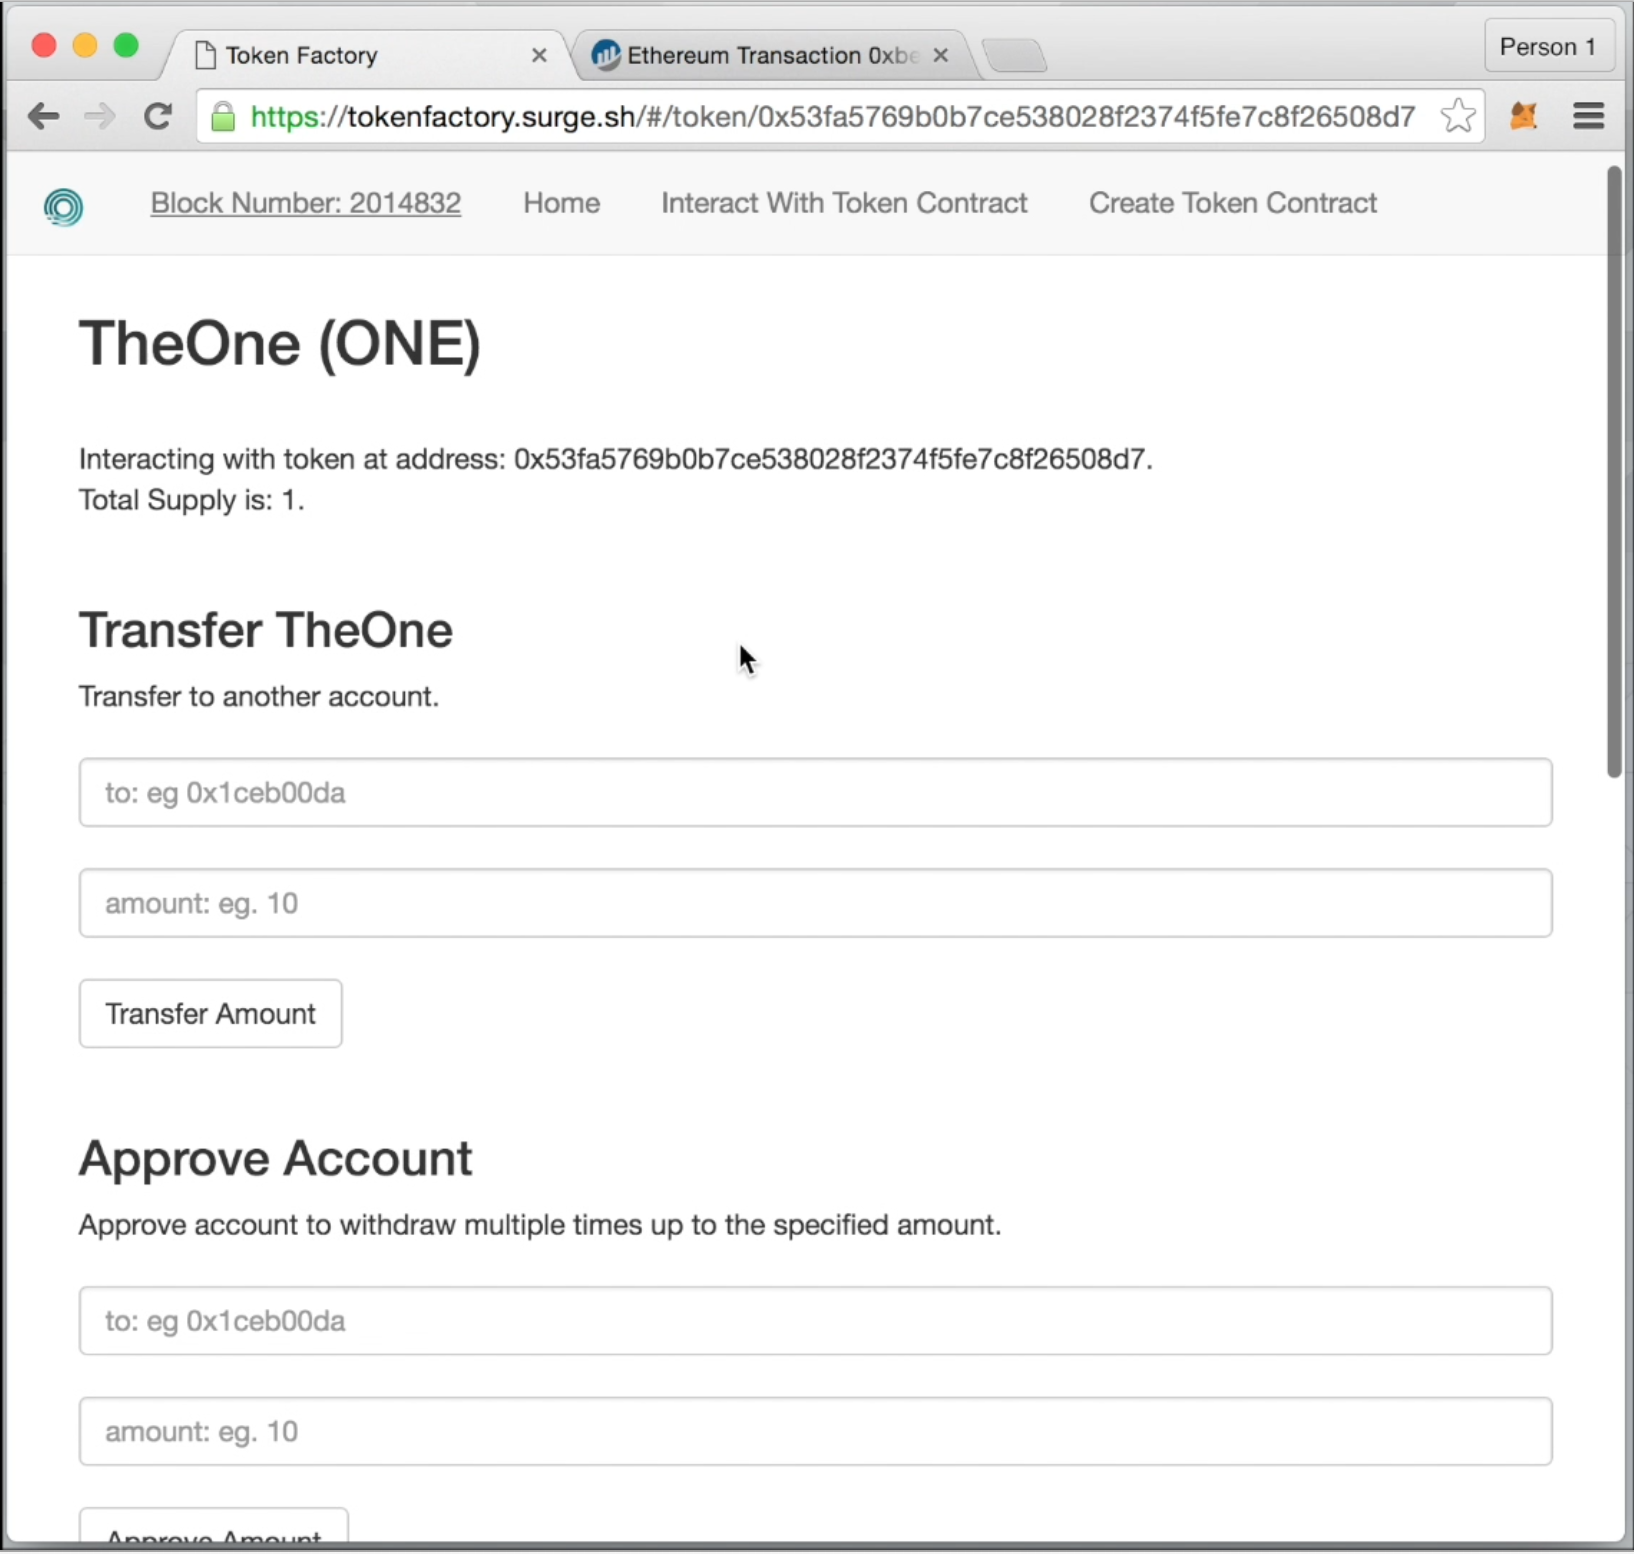 Token Factory
Ethereum Transaction 0xbe
Person 1
https://tokenfactory.surge.sh/#/token/0x53fa5769b0b7ce538028f2374f5fe7c8f26508d7
Block Number: 2014832
Home
Interact With Token Contract
Create Token Contract
TheOne (ONE)
Interacting with token at address: 0x53fa5769b0b7ce538028f2374f5fe7c8f26508d7.
Total Supply is: 1.
Transfer TheOne
Transfer to another account.
to: eg 0x1ceb00da
amount: eg. 10
Transfer Amount
Approve Account
Approve account to withdraw multiple times up to the specified amount.
to: eg 0x1ceb00da
amount: eg. 10
Approve Amount